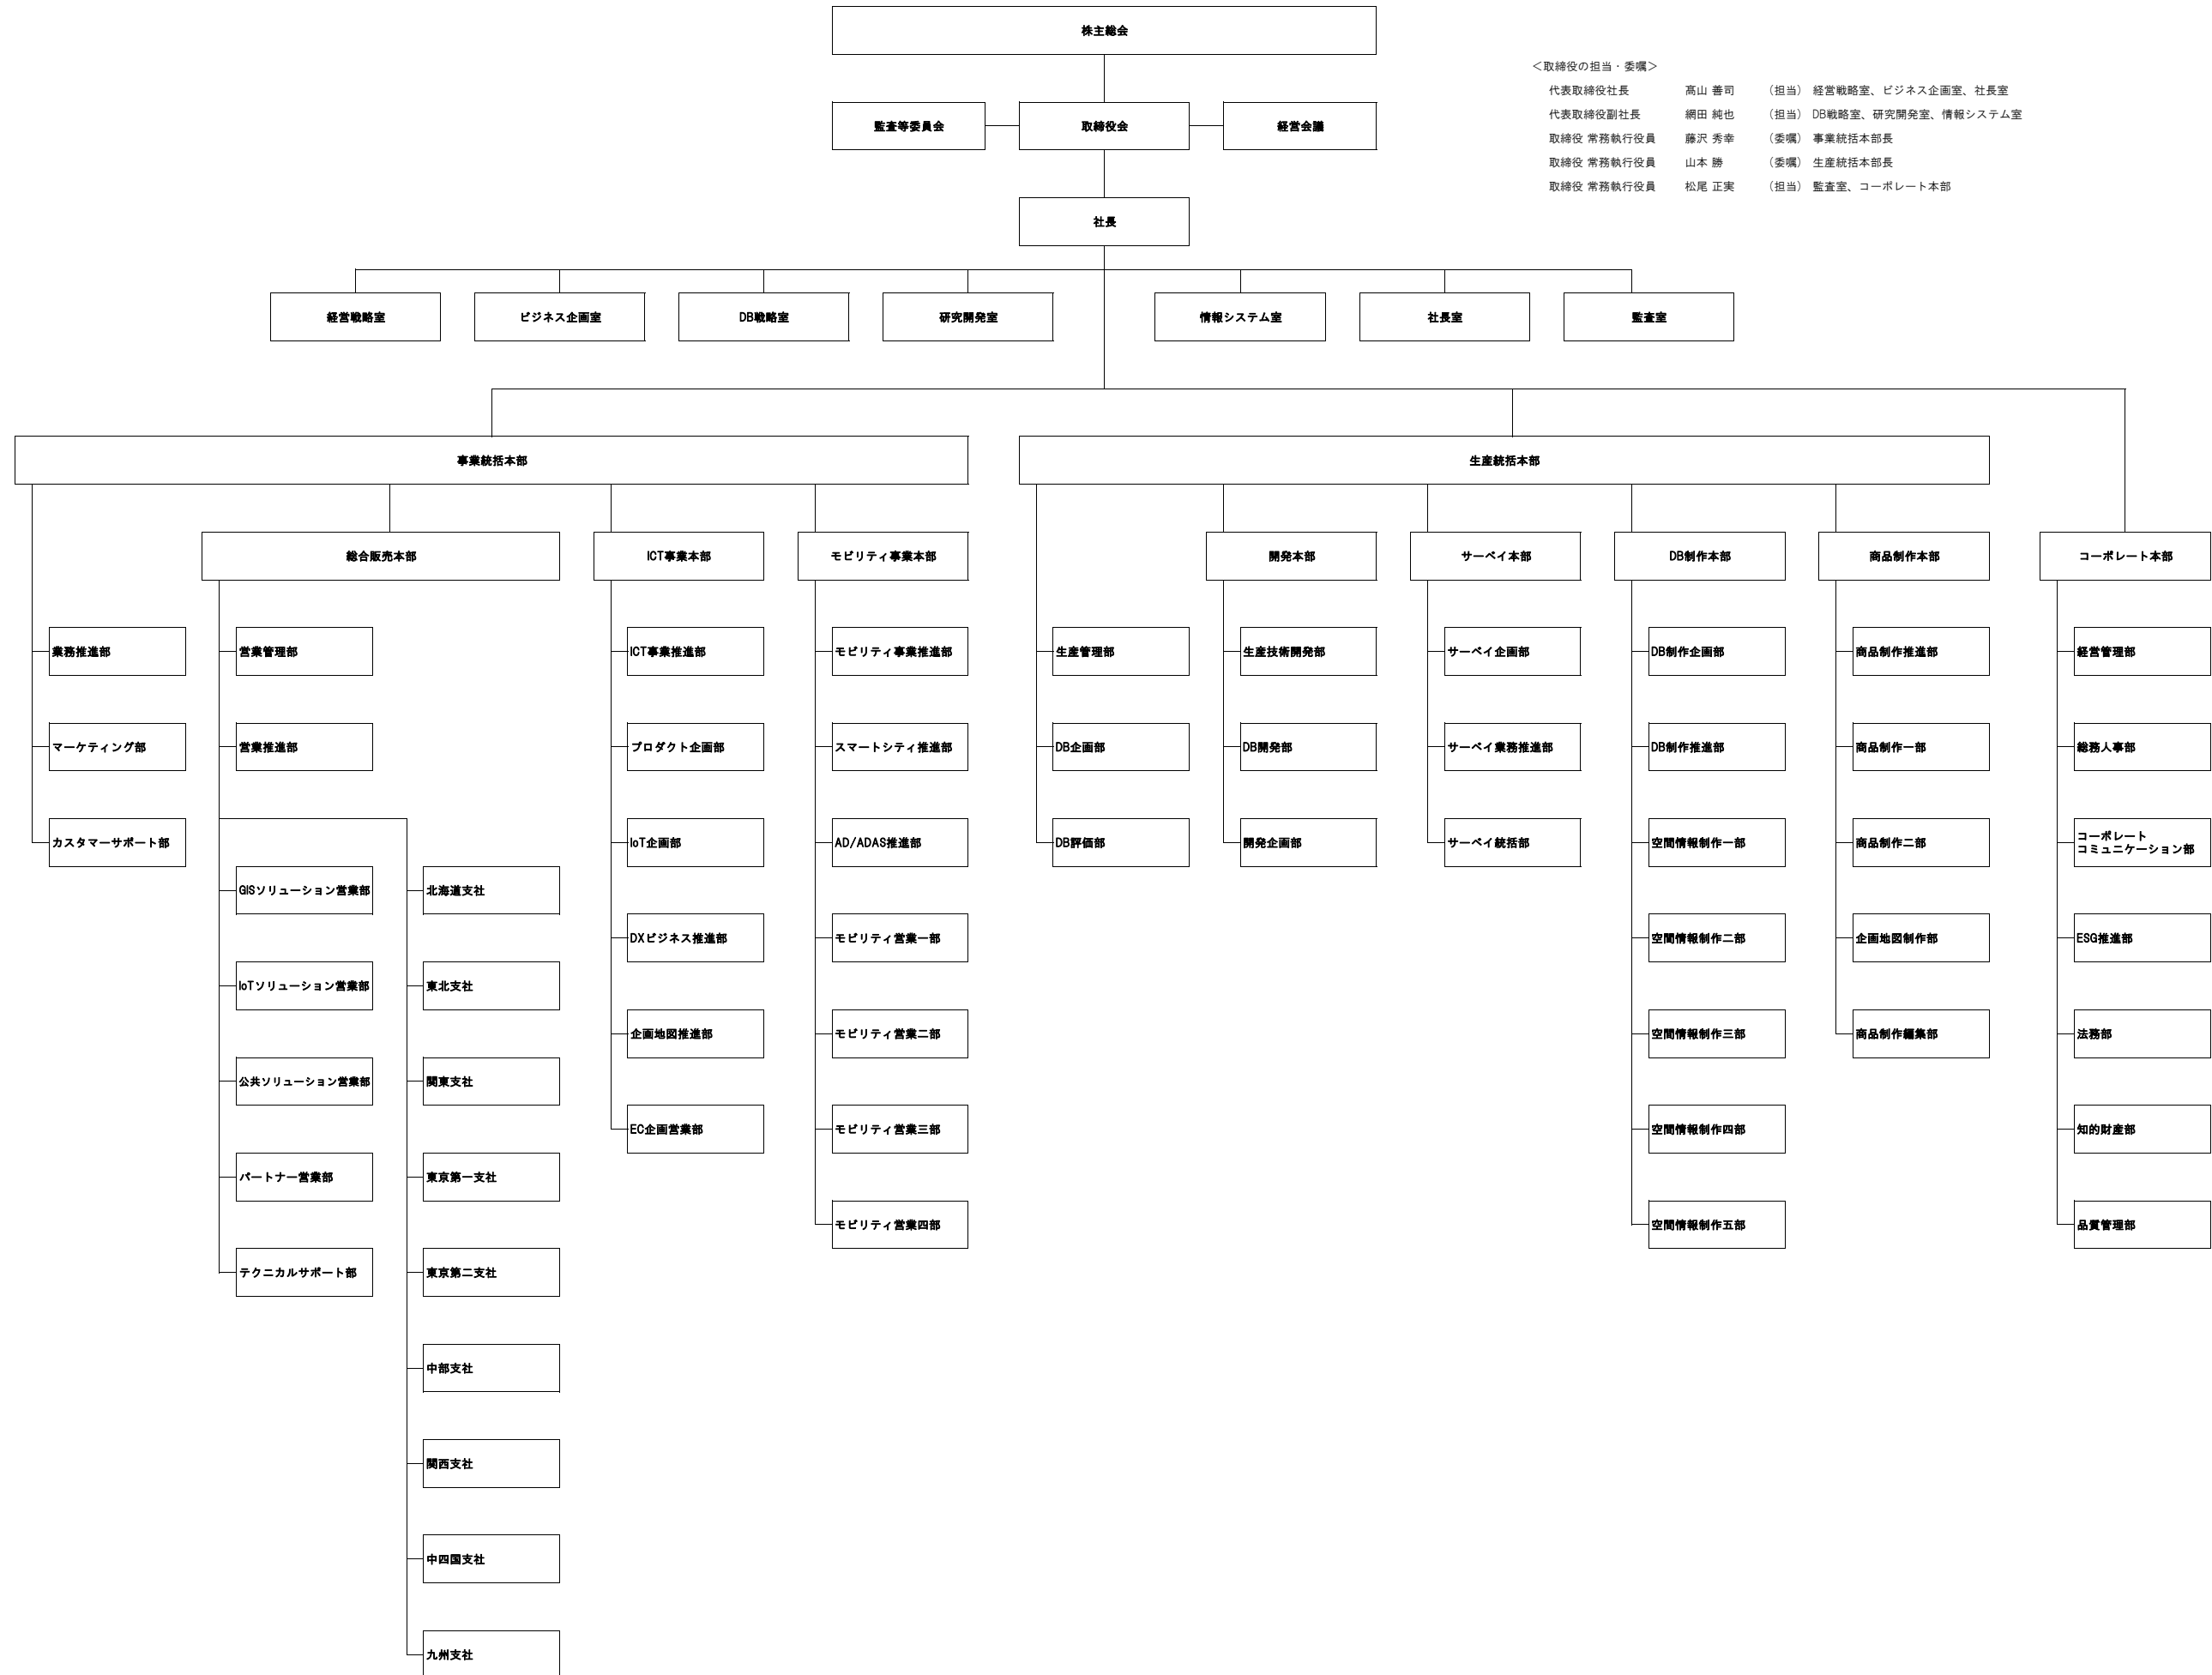 株主総会
＜取締役の担当・委嘱＞
代表取締役社長 髙山 善司 （担当） 経営戦略室、ビジネス企画室、社長室
代表取締役副社長 網田 純也 （担当） DB戦略室、研究開発室、情報システム室
取締役 常務執行役員 藤沢 秀幸 （委嘱） 事業統括本部長
取締役 常務執行役員 山本 勝 （委嘱） 生産統括本部長
取締役 常務執行役員 松尾 正実 （担当） 監査室、コーポレート本部
監査等委員会 取締役会 経営会議
社長
経営戦略室 ビジネス企画室 DB戦略室 研究開発室 情報システム室 社長室 監査室
事業統括本部 生産統括本部
総合販売本部 ICT事業本部 モビリティ事業本部 開発本部 サーベイ本部 DB制作本部 商品制作本部 コーポレート本部
業務推進部 営業管理部 ICT事業推進部 モビリティ事業推進部 生産管理部 生産技術開発部 サーベイ企画部 DB制作企画部 商品制作推進部 経営管理部
マーケティング部 営業推進部 プロダクト企画部 スマートシティ推進部 DB企画部 DB開発部 サーベイ業務推進部 DB制作推進部 商品制作一部 総務人事部
カスタマーサポート部 IoT企画部 AD/ADAS推進部 DB評価部 開発企画部 サーベイ統括部 空間情報制作一部 商品制作二部 コーポレート
コミュニケーション部
GISソリューション営業部 北海道支社
DXビジネス推進部 モビリティ営業一部 空間情報制作二部 企画地図制作部 ESG推進部
IoTソリューション営業部 東北支社
企画地図推進部 モビリティ営業二部 空間情報制作三部 商品制作編集部 法務部
公共ソリューション営業部 関東支社
EC企画営業部 モビリティ営業三部 空間情報制作四部 知的財産部
パートナー営業部 東京第一支社
モビリティ営業四部 空間情報制作五部 品質管理部
テクニカルサポート部 東京第二支社
中部支社
関西支社
中四国支社
九州支社